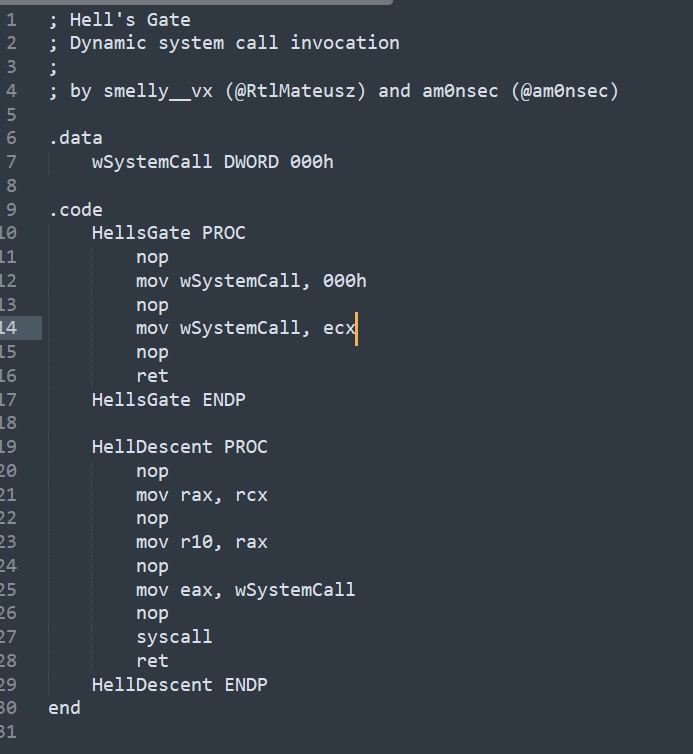 1 ; Hell's Gate
2 ; Dynamic system call invocation
3 ;
4 ; by smelly__vx (@RtlMateusz) and am0nsec (@am0nsec)
5
6 .data
7     wSystemCall DWORD 000h
8
9 .code
10     HellsGate PROC
11         nop
12         mov wSystemCall, 000h
13         nop
14         mov wSystemCall, ecx
15         nop
16         ret
17     HellsGate ENDP
18
19     HellDescent PROC
20         nop
21         mov rax, rcx
22         nop
23         mov r10, rax
24         nop
25         mov eax, wSystemCall
26         nop
27         syscall
28         ret
29     HellDescent ENDP
30 end
31